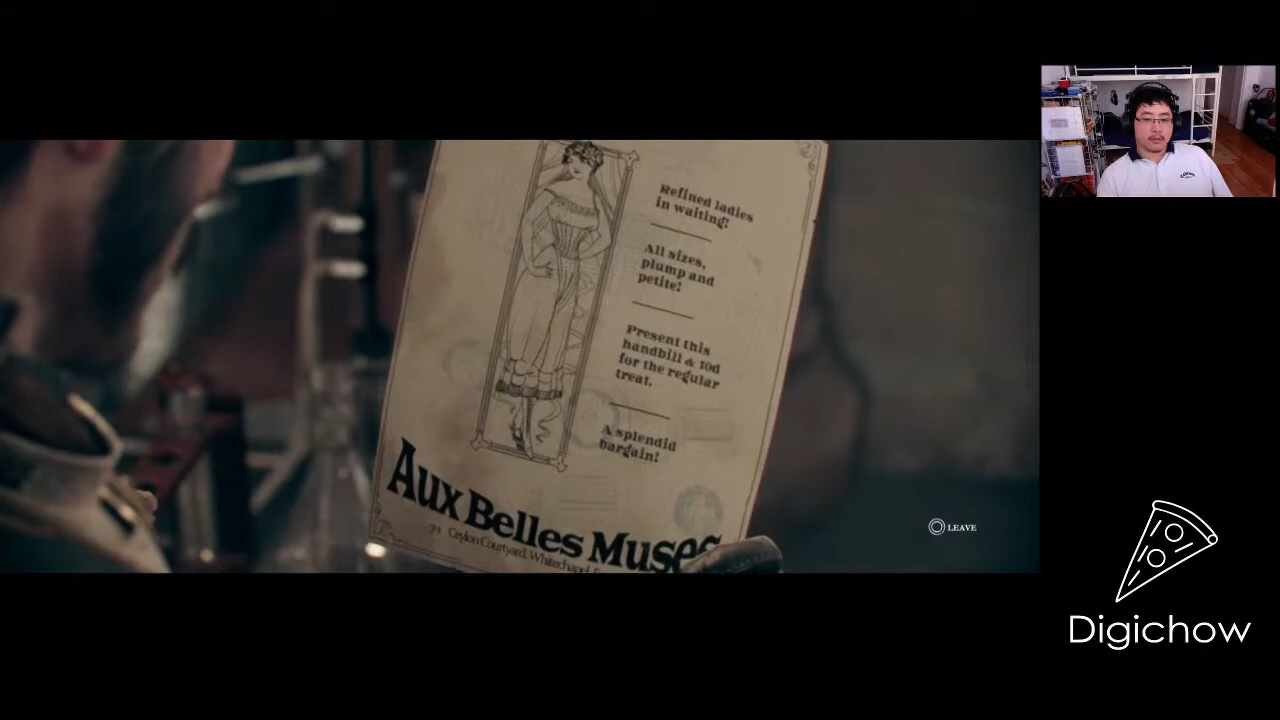 Refined ladies
in waiting!
All sizes,
plump and
petite!
Present this
handbill & 10d
for the regular
treat.
A splendid
bargain!
Aux Belles Muses
74 Ceylon Courtyard, Whitechapel,
LEAVE
Digichow